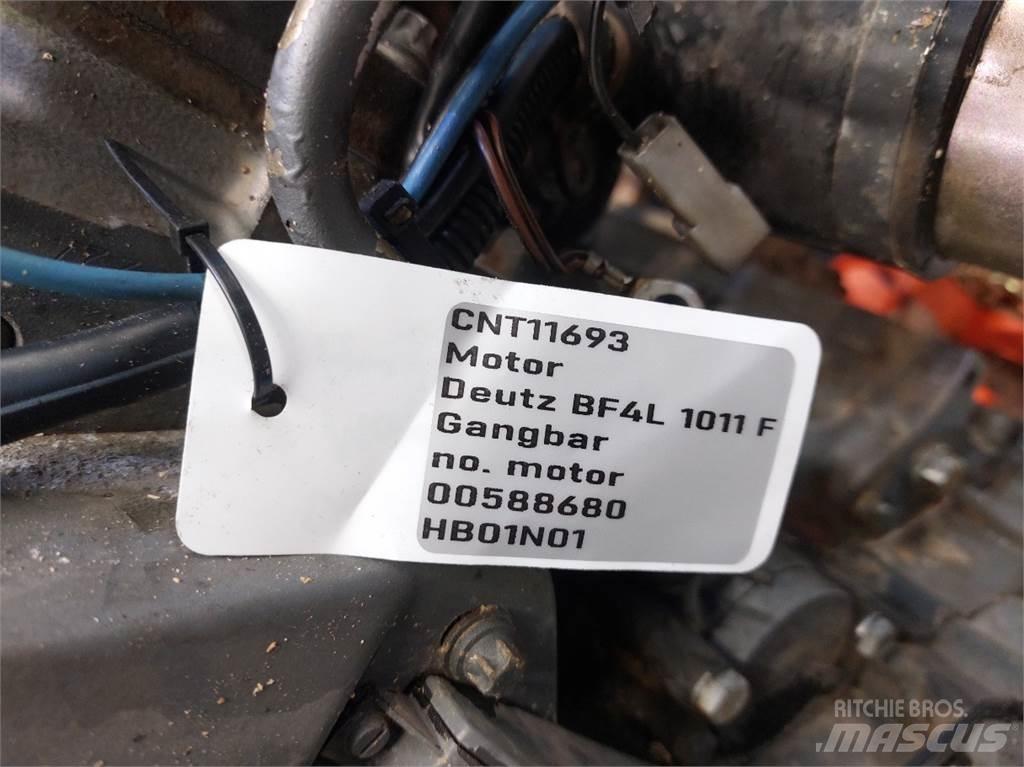 CNT11693
Motor
Deutz BF4L 1011 F
Gangbar
no. motor
00588680
HB01N01
RITCHIE BROS.
MASCUS